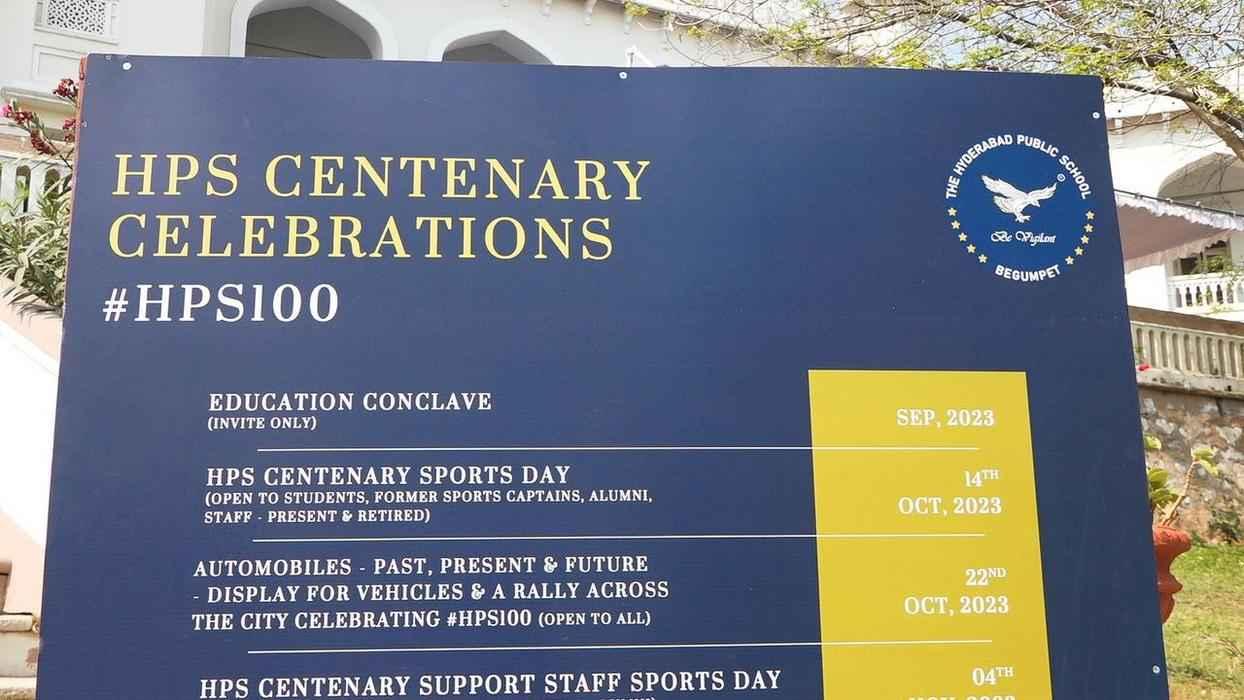 HPS CENTENARY
CELEBRATIONS
#HPS100
THE HYDERABAD PUBLIC SCHOOL
®
Be Vigilant
BEGUMPET
EDUCATION CONCLAVE
(INVITE ONLY)
SEP, 2023
HPS CENTENARY SPORTS DAY
(OPEN TO STUDENTS, FORMER SPORTS CAPTAINS, ALUMNI,
STAFF - PRESENT & RETIRED)
14TH
OCT, 2023
AUTOMOBILES - PAST, PRESENT & FUTURE
- DISPLAY FOR VEHICLES & A RALLY ACROSS
THE CITY CELEBRATING #HPS100 (OPEN TO ALL)
22ND
OCT, 2023
HPS CENTENARY SUPPORT STAFF SPORTS DAY
04TH